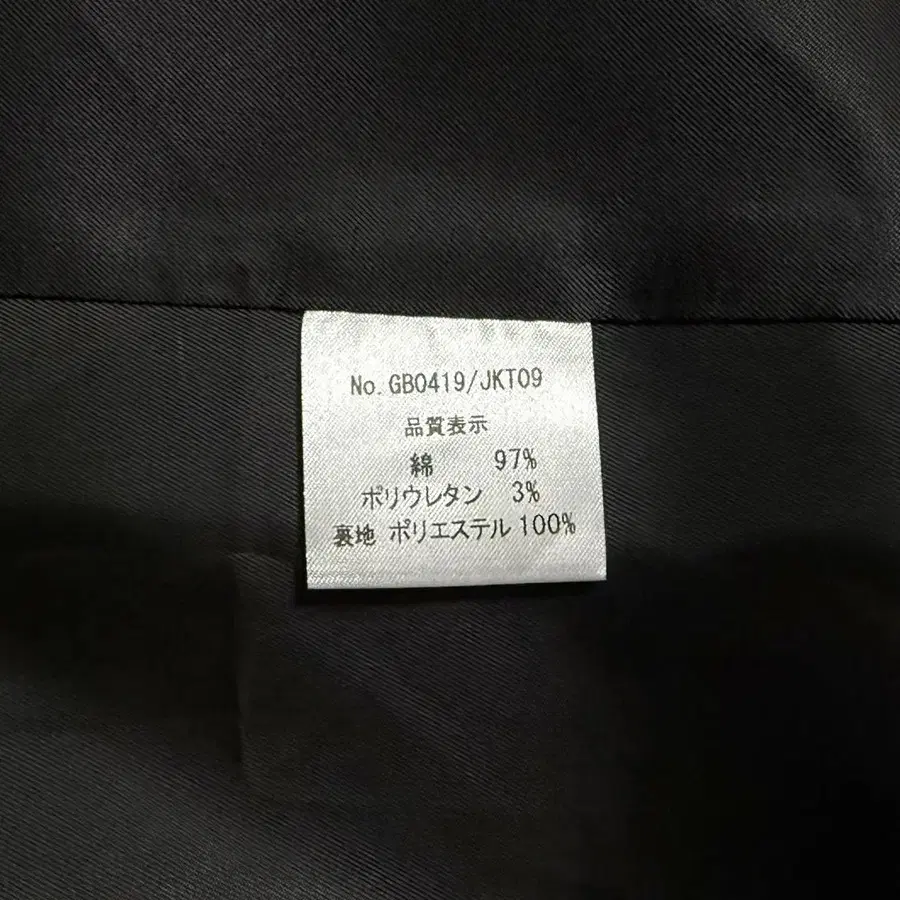 No.GB0419/JKT09
品質表示
綿 97%
ポリウレタン 3%
裏地 ポリエステル 100%